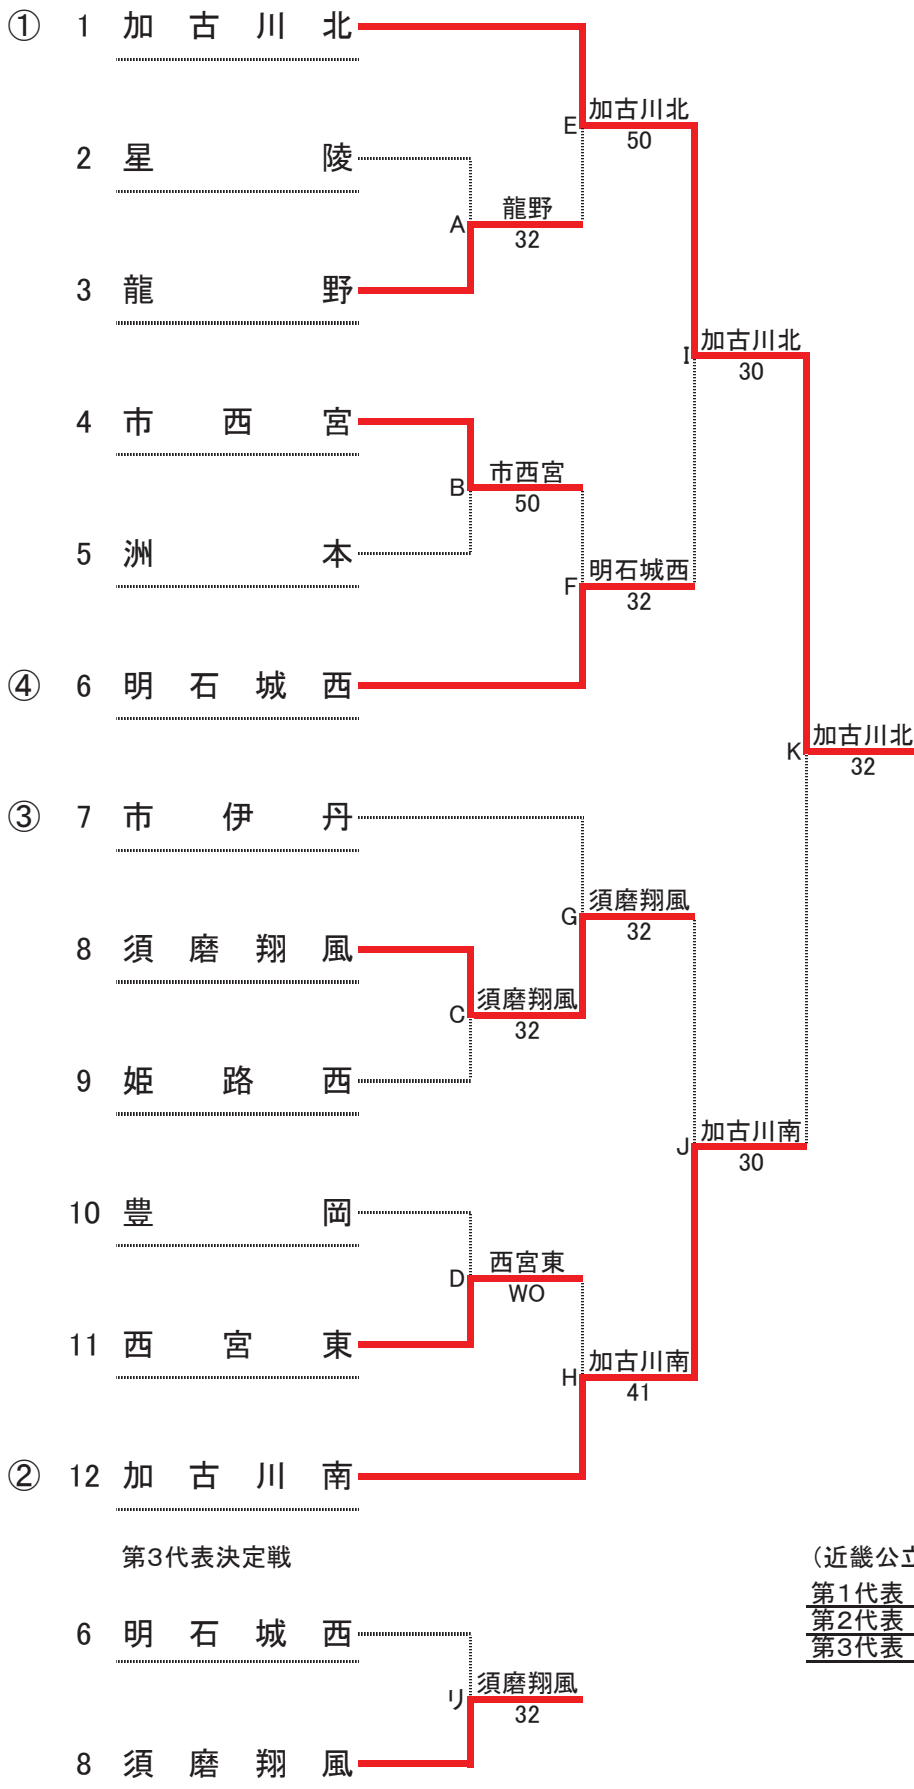 ① 1 加古川北
加古川北
E
50
2 星陵
龍野
A
32
3 龍野
加古川北
I
30
4 市西宮
市西宮
B
50
5 洲本
明石城西
F
32
④ 6 明石城西
加古川北
K
32
③ 7 市伊丹
須磨翔風
G
32
8 須磨翔風
須磨翔風
C
32
9 姫路西
加古川南
J
30
10 豊岡
西宮東
D
WO
11 西宮東
加古川南
H
41
② 12 加古川南
第3代表決定戦
(近畿公立
第1代表
第2代表
第3代表
6 明石城西
須磨翔風
リ
32
8 須磨翔風